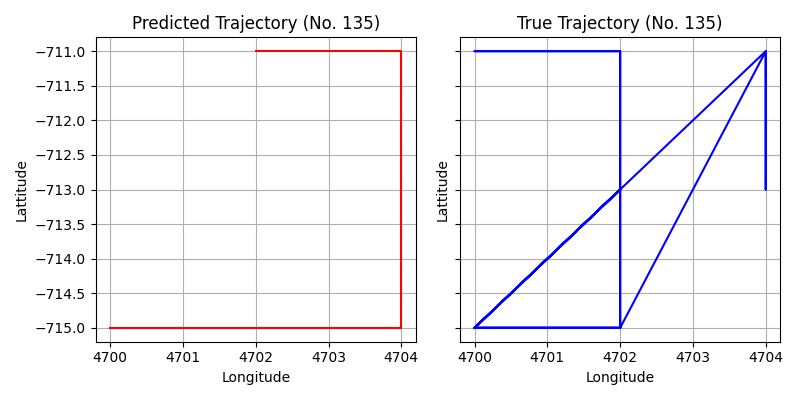 Predicted Trajectory (No. 135)
True Trajectory (No. 135)
Lattitude
−711.0
−711.5
−712.0
−712.5
−713.0
−713.5
−714.0
−714.5
−715.0
4700 4701 4702 4703 4704
Longitude
Lattitude
4700 4701 4702 4703 4704
Longitude